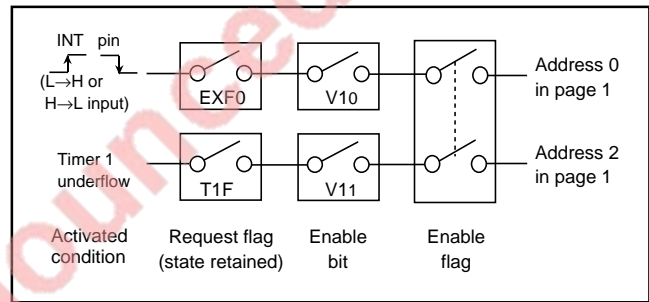 INT pin
(L→H or
H→L input)
EXF0
V10
Address 0
in page 1
Timer 1
underflow
T1F
V11
Address 2
in page 1
Activated
condition
Request flag
(state retained)
Enable
bit
Enable
flag
ounced